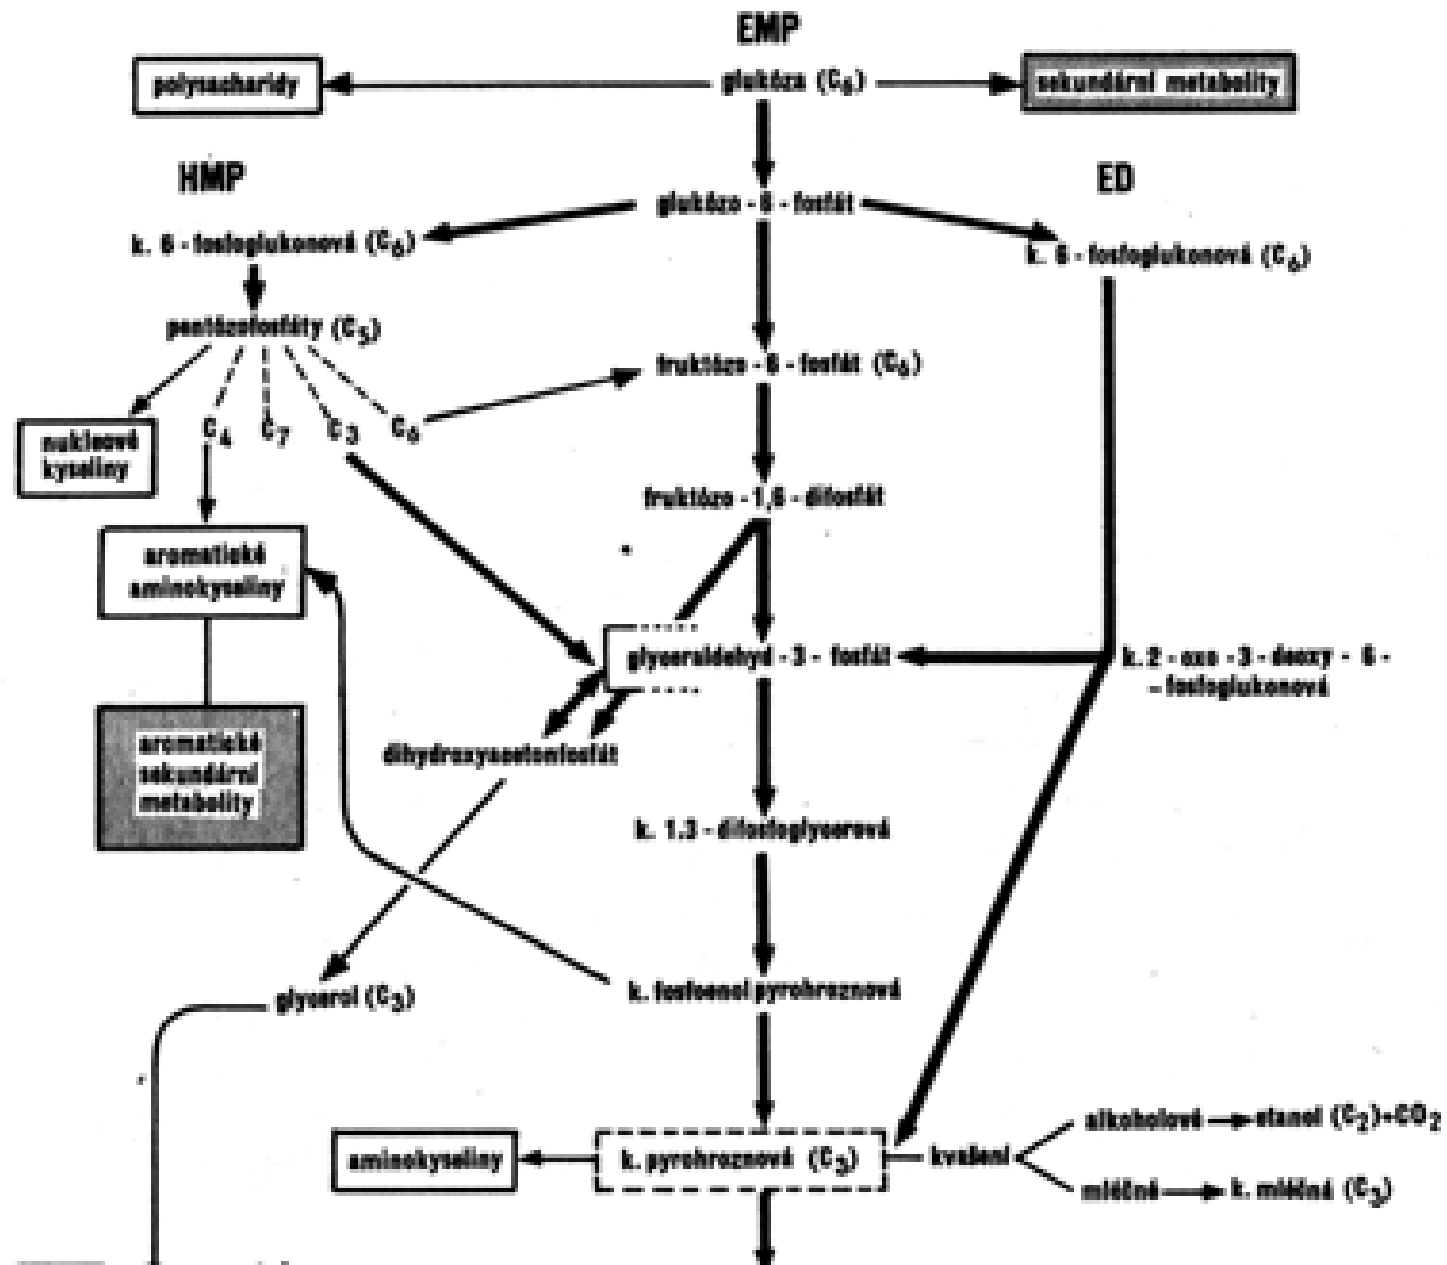 EMP
polysacharidy
glukóza (C6)
sekundární metabolity
HMP
ED
glukózo - 6 - fosfát
k. 6 - fosfoglukonová (C6)
k. 6 - fosfoglukonová (C6)
pentózofosfáty (C5)
fruktózo - 6 - fosfát (C6)
nukleové
kyseliny
C4 C7 C3 C6
fruktózo - 1,6 - difosfát
aromatické
aminokyseliny
glyceraldehyd - 3 - fosfát
k. 2 - oxo - 3 - deoxy - 6 -
- fosfoglukonová
aromatické
sekundární
metabolity
dihydroxyacetonfosfát
k. 1.3 - difosfoglycerová
glycerol (C3)
k. fosfoenolpyrohroznová
alkoholové etanol (C2)+CO2
aminokyseliny
k. pyrohroznová (C3)
kvašení
mléčné k. mléčná (C3)